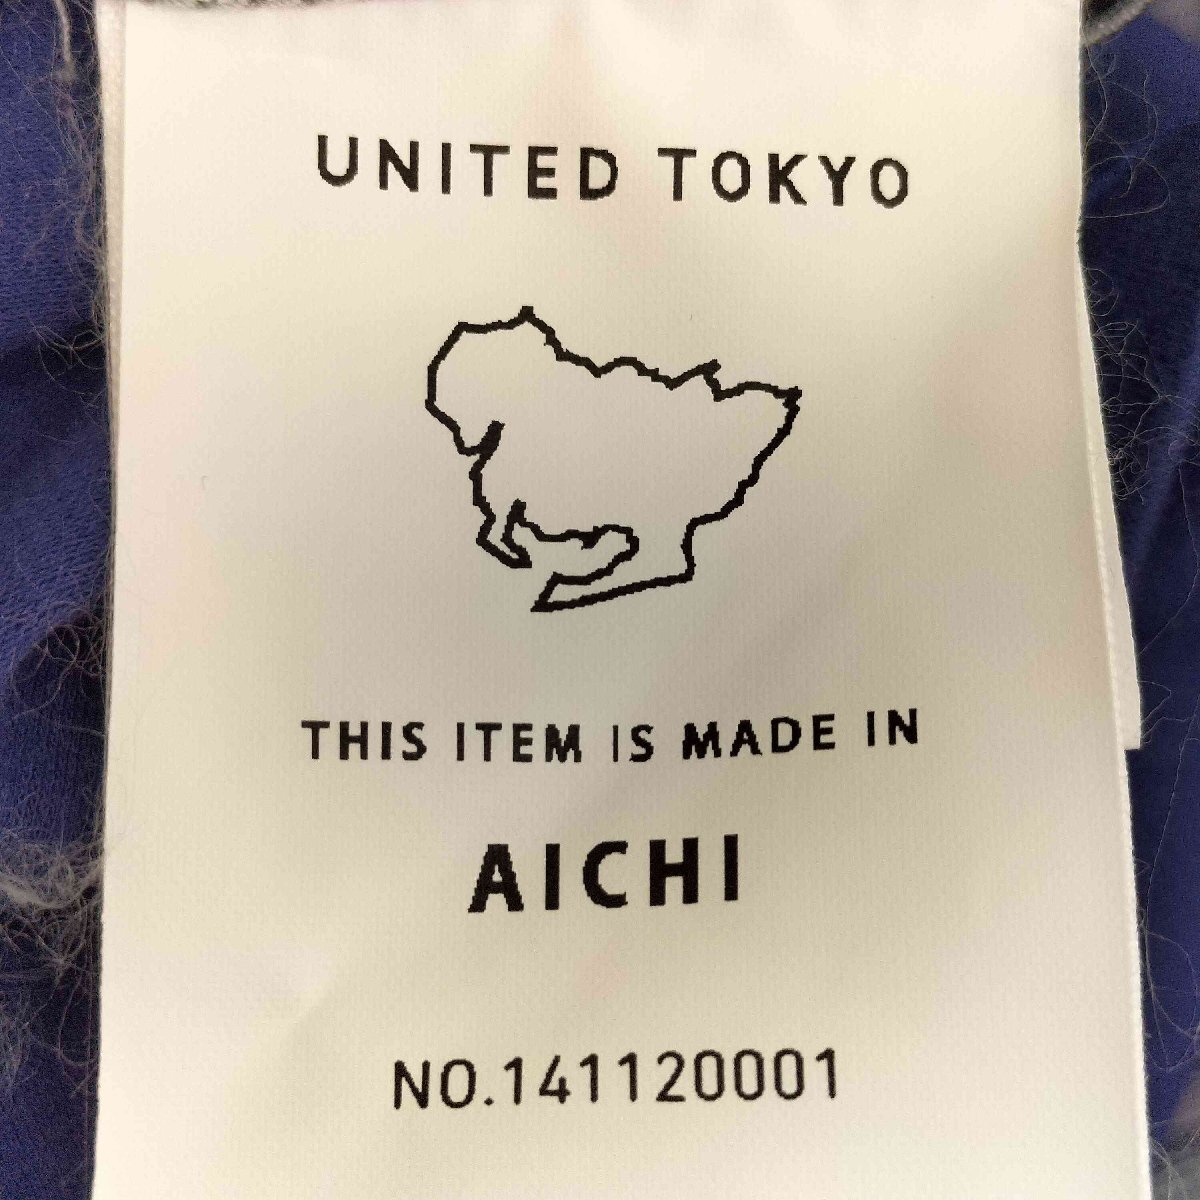 UNITED TOKYO
THIS ITEM IS MADE IN
AICHI
NO.141120001